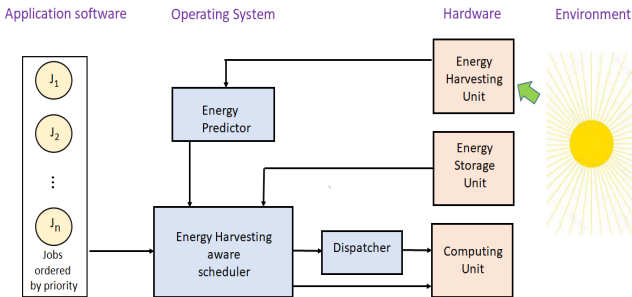 Application software
Operating System
Hardware
Environment
J1
J2
⋮
Jn
Jobs
ordered
by priority
Energy
Predictor
Energy Harvesting
aware
scheduler
Dispatcher
Energy
Harvesting
Unit
Energy
Storage
Unit
Computing
Unit